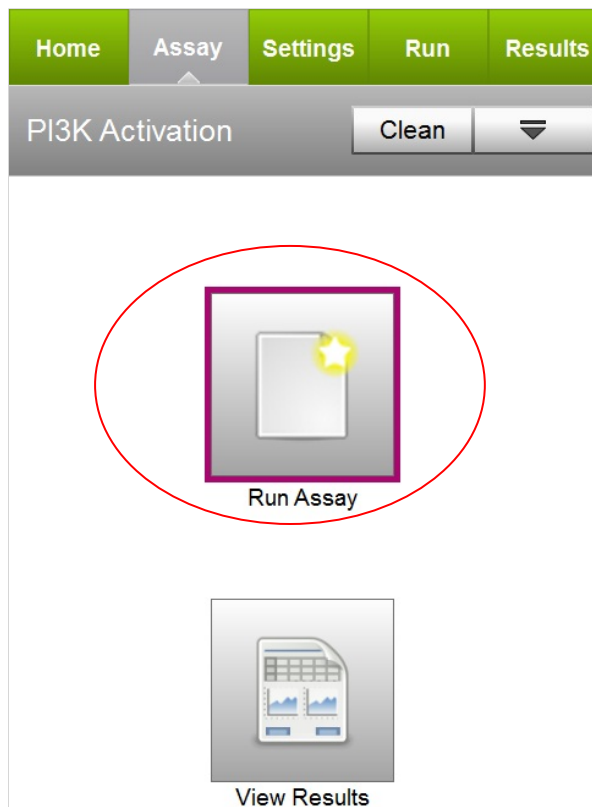 Home Assay Settings Run Results
PI3K Activation Clean
Run Assay
View Results